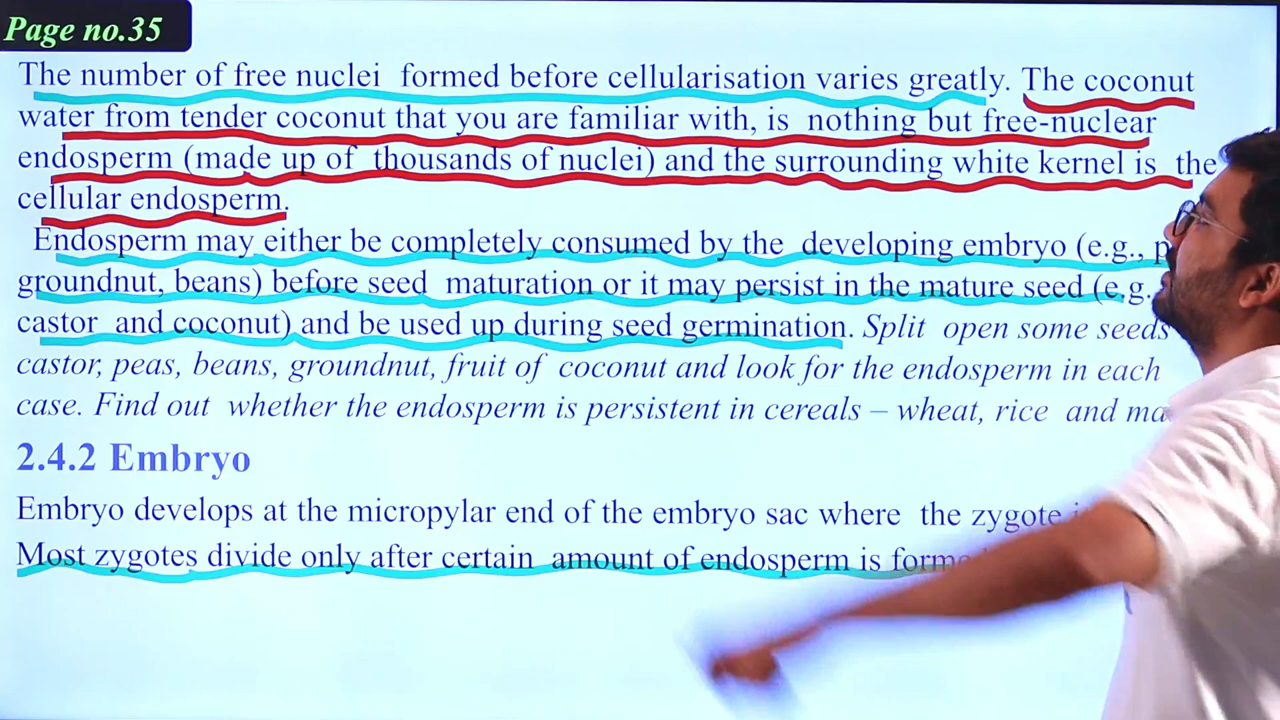 Page no.35
The number of free nuclei formed before cellularisation varies greatly. The coconut
water from tender coconut that you are familiar with, is nothing but free-nuclear
endosperm (made up of thousands of nuclei) and the surrounding white kernel is the
cellular endosperm.
Endosperm may either be completely consumed by the developing embryo (e.g.,
groundnut, beans) before seed maturation or it may persist in the mature seed (e.g.
castor and coconut) and be used up during seed germination. Split open some seeds
castor, peas, beans, groundnut, fruit of coconut and look for the endosperm in each
case. Find out whether the endosperm is persistent in cereals – wheat, rice and
2.4.2 Embryo
Embryo develops at the micropylar end of the embryo sac where the zygote
Most zygotes divide only after certain amount of endosperm is